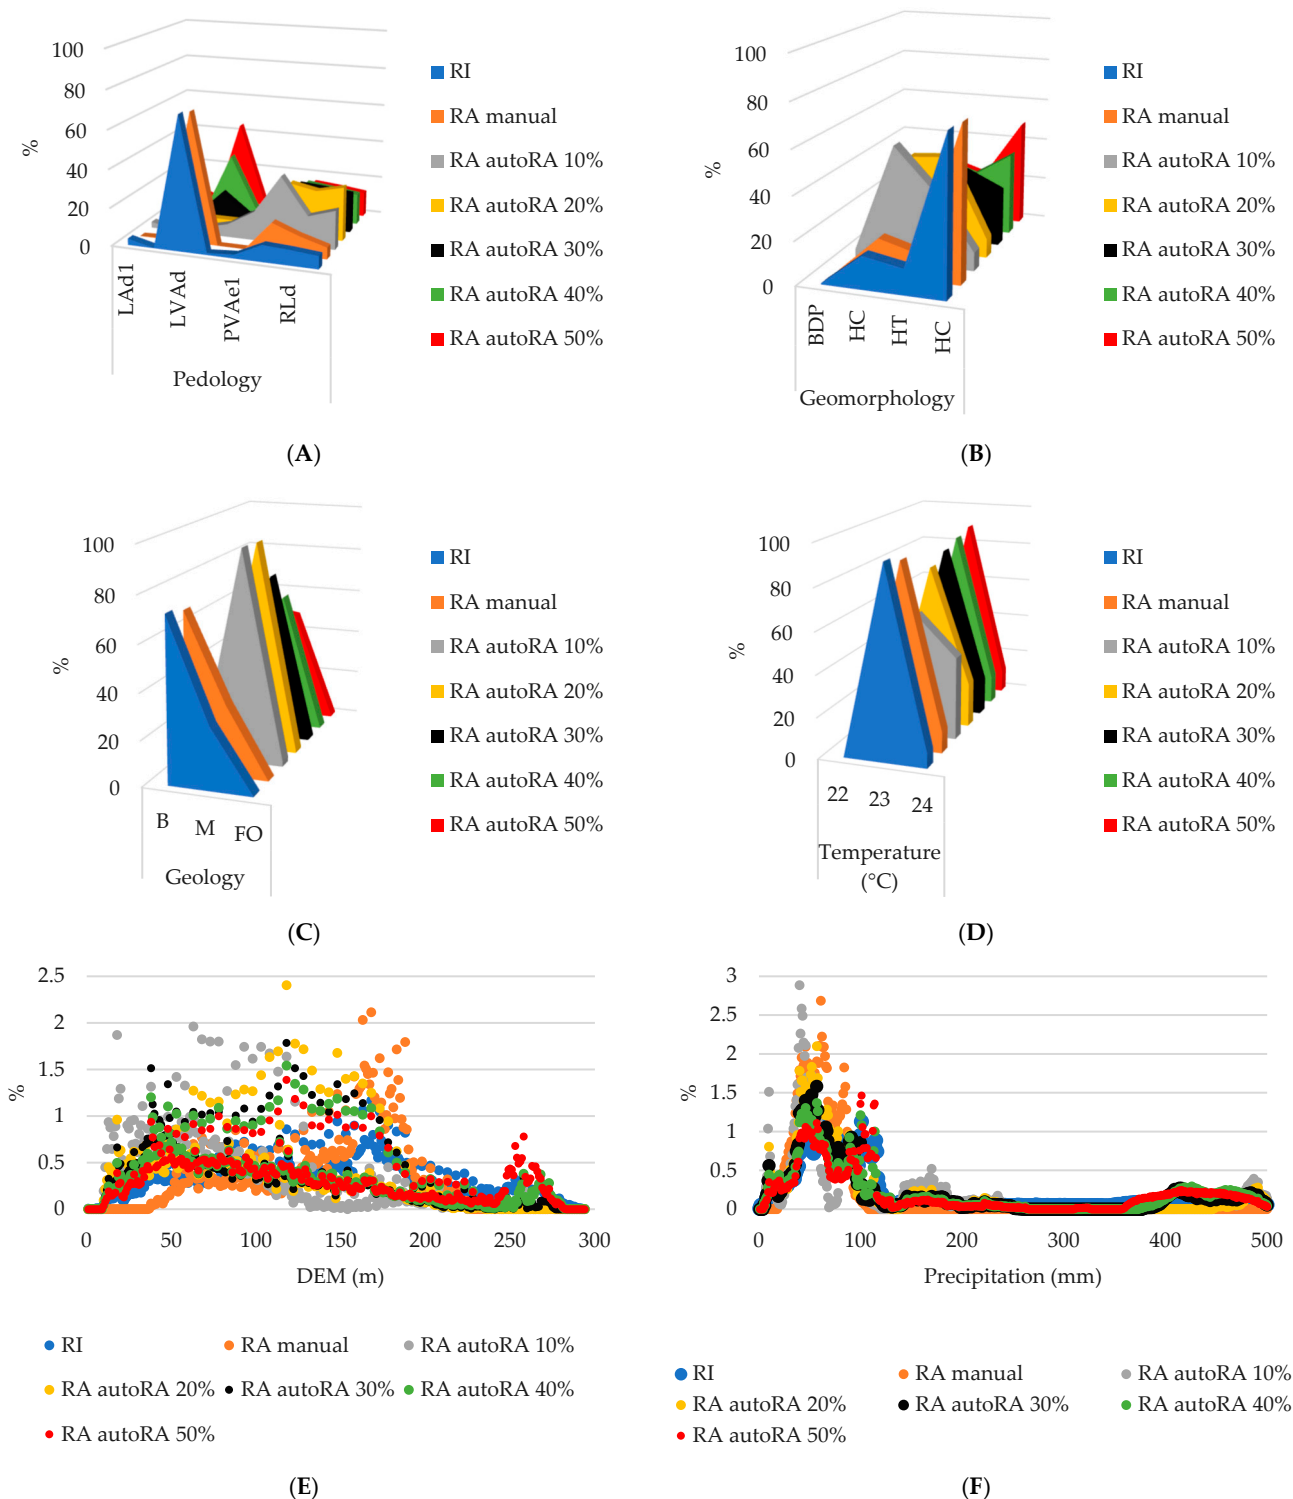 100
80
60
40
20
0
%
LAd1
LVAd
PVAe1
RLd
Pedology
RI
RA manual
RA autoRA 10%
RA autoRA 20%
RA autoRA 30%
RA autoRA 40%
RA autoRA 50%
(A)
100
80
60
40
20
0
%
BDP
HC
HT
HC
Geomorphology
RI
RA manual
RA autoRA 10%
RA autoRA 20%
RA autoRA 30%
RA autoRA 40%
RA autoRA 50%
(B)
100
80
60
40
20
0
%
B
M
FO
Geology
RI
RA manual
RA autoRA 10%
RA autoRA 20%
RA autoRA 30%
RA autoRA 40%
RA autoRA 50%
(C)
100
80
60
40
20
0
%
22
23
24
Temperature
(°C)
RI
RA manual
RA autoRA 10%
RA autoRA 20%
RA autoRA 30%
RA autoRA 40%
RA autoRA 50%
(D)
2.5
2
1.5
1
0.5
0
%
0 50 100 150 200 250 300
DEM (m)
RI RA manual RA autoRA 10%
RA autoRA 20% RA autoRA 30% RA autoRA 40%
RA autoRA 50%
(E)
3
2.5
2
1.5
1
0.5
0
%
0 100 200 300 400 500
Precipitation (mm)
RI RA manual RA autoRA 10%
RA autoRA 20% RA autoRA 30% RA autoRA 40%
RA autoRA 50%
(F)